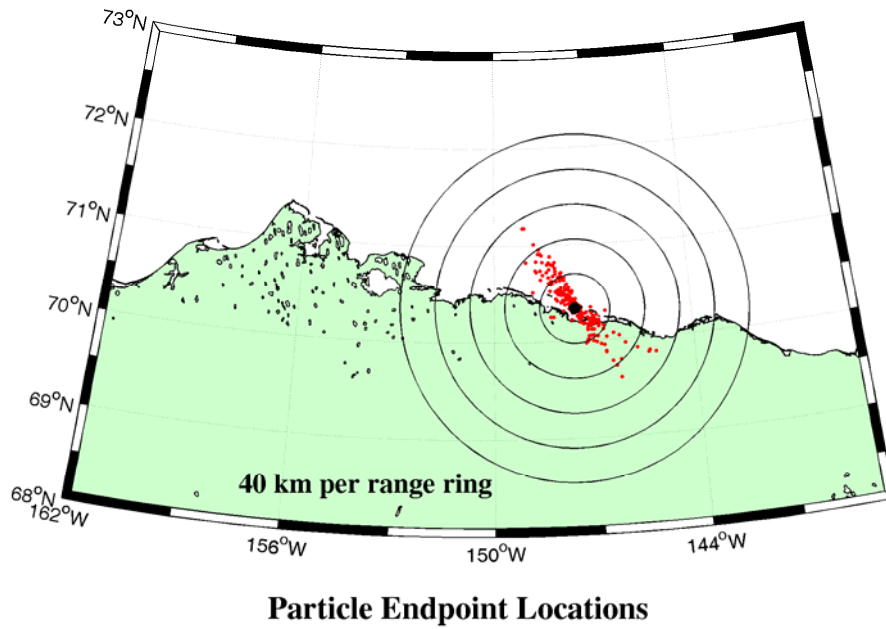 73°N
72°N
71°N
70°N
69°N
68°N
162°W
156°W
150°W
144°W
40 km per range ring
Particle Endpoint Locations